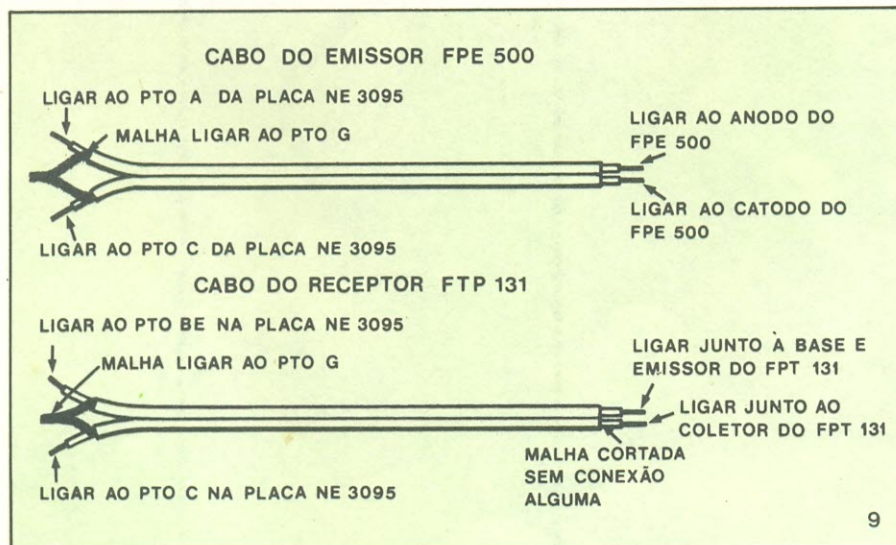 CABO DO EMISSOR FPE 500
LIGAR AO PTO A DA PLACA NE 3095
MALHA LIGAR AO PTO G
LIGAR AO ANODO DO
FPE 500
LIGAR AO CATODO DO
FPE 500
LIGAR AO PTO C DA PLACA NE 3095
CABO DO RECEPTOR FTP 131
LIGAR AO PTO BE NA PLACA NE 3095
MALHA LIGAR AO PTO G
LIGAR JUNTO À BASE E
EMISSOR DO FPT 131
LIGAR JUNTO AO
COLETOR DO FPT 131
MALHA CORTADA
SEM CONEXÃO
ALGUMA
LIGAR AO PTO C NA PLACA NE 3095
9